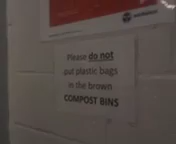 Please do not
put plastic bags
in the brown
COMPOST BINS